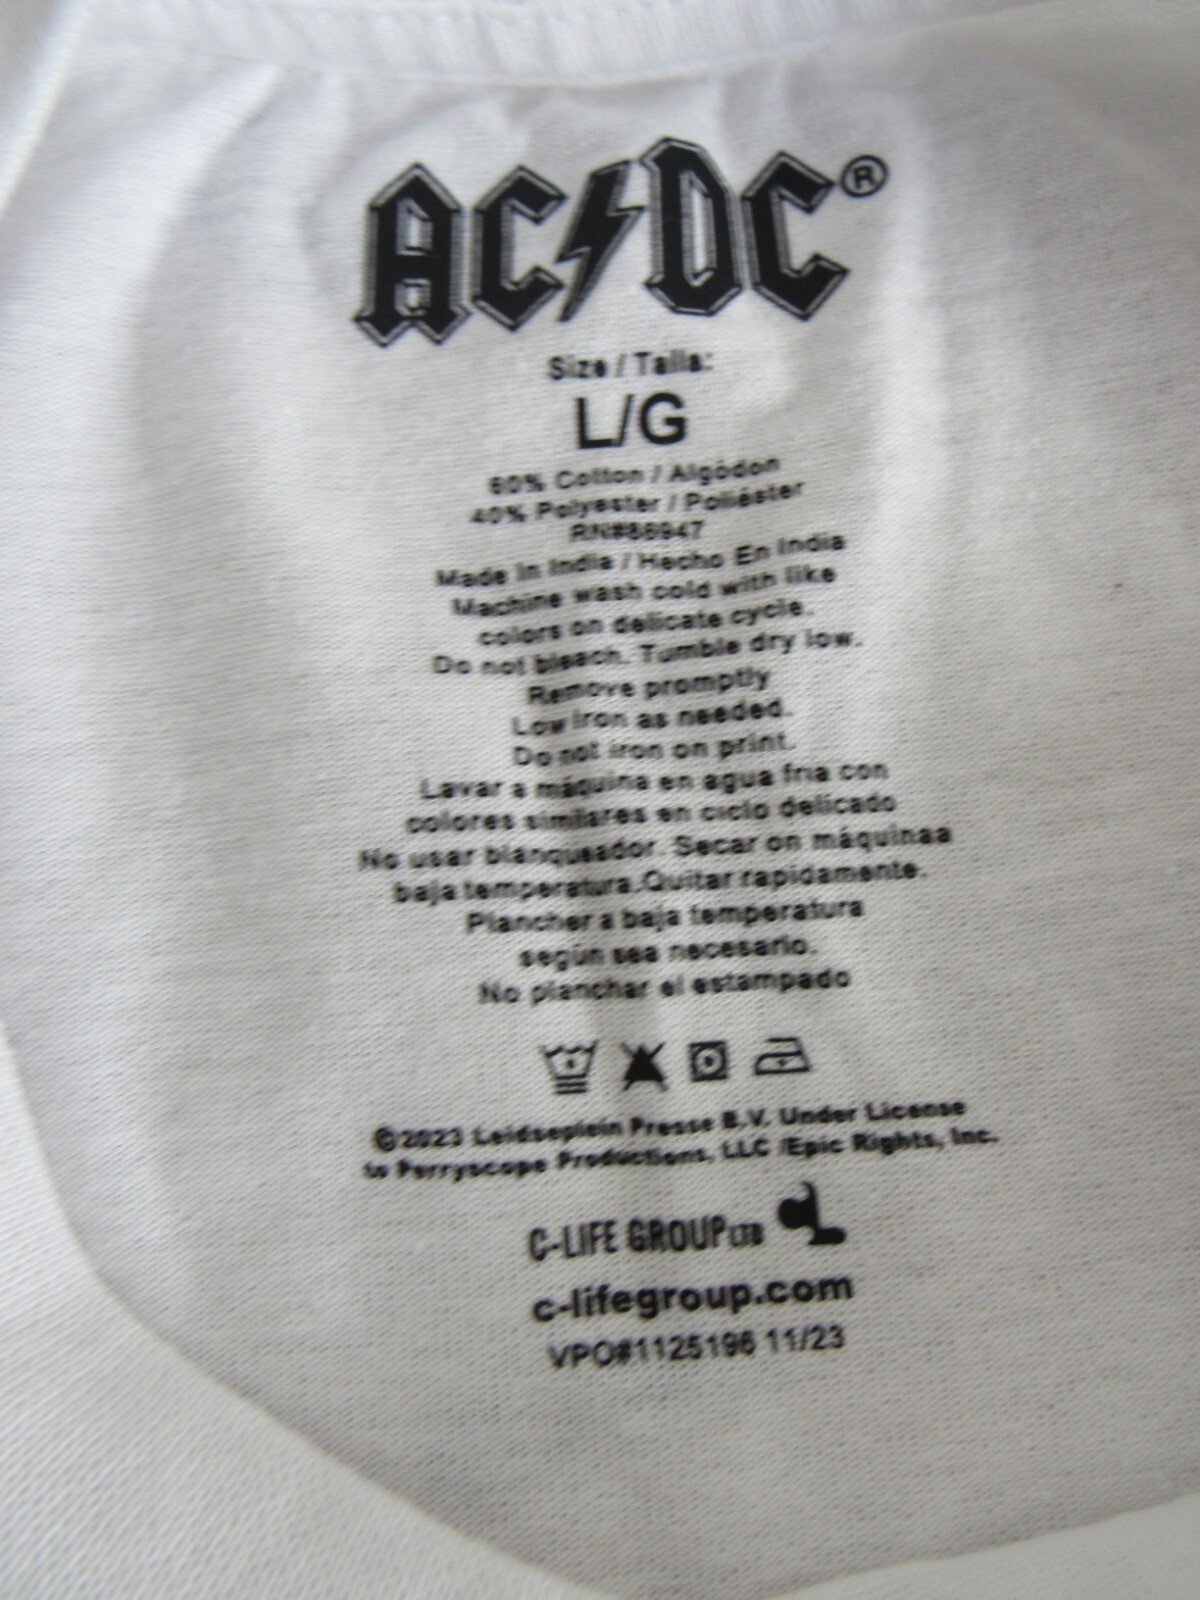 AC/DC®
Size / Talla:
L/G
60% Cotton / Algódon
40% Polyester / Poliéster
RN#86947
Made In India / Hecho En India
Machine wash cold with like
colors on delicate cycle.
Do not bleach. Tumble dry low.
Remove promptly
Low Iron as needed.
Do not iron on print.
Lavar a máquina en agua fria con
colores similares en ciclo delicado
No usar blanqueador. Secar on máquinaa
baja temperatura.Quitar rapidamente.
Plancher a baja temperatura
según sea necesario.
No planchar el estampado
©2023 Leidseplein Presse B.V. Under License
to Perryscope Productions, LLC /Epic Rights, Inc.
C-LIFE GROUP LTD
c-lifegroup.com
VPO#1125196 11/23